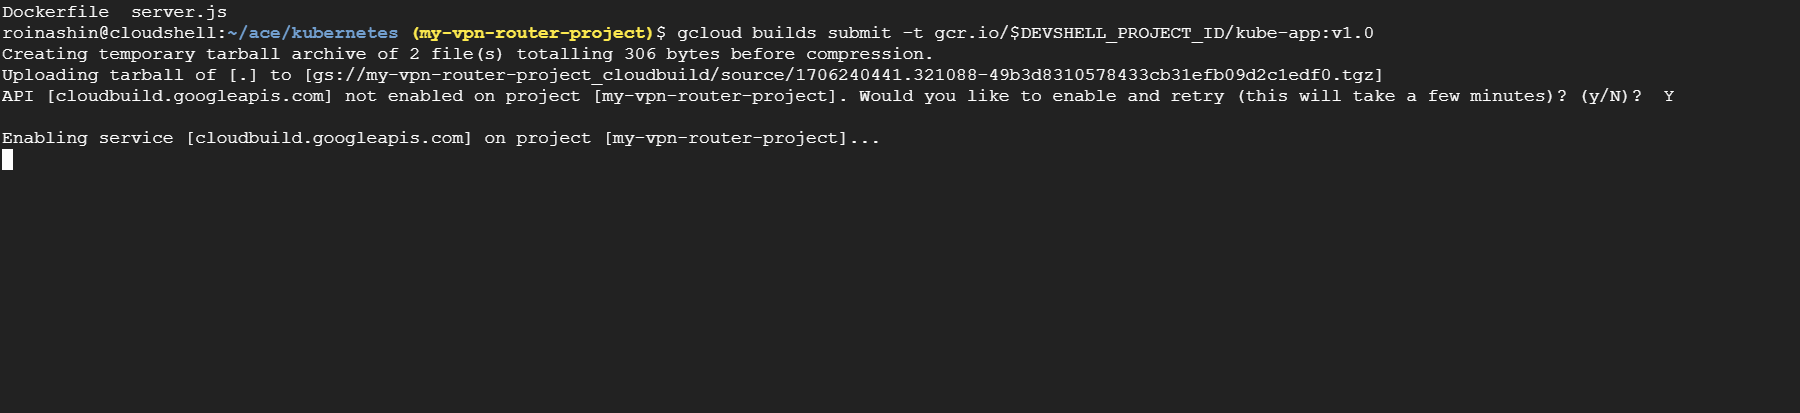 Dockerfile  server.js
roinashin@cloudshell:~/ace/kubernetes (my-vpn-router-project)$ gcloud builds submit -t gcr.io/$DEVSHELL_PROJECT_ID/kube-app:v1.0
Creating temporary tarball archive of 2 file(s) totalling 306 bytes before compression.
Uploading tarball of [.] to [gs://my-vpn-router-project_cloudbuild/source/1706240441.321088-49b3d8310578433cb31efb09d2c1edf0.tgz]
API [cloudbuild.googleapis.com] not enabled on project [my-vpn-router-project]. Would you like to enable and retry (this will take a few minutes)? (y/N)?  Y
Enabling service [cloudbuild.googleapis.com] on project [my-vpn-router-project]...